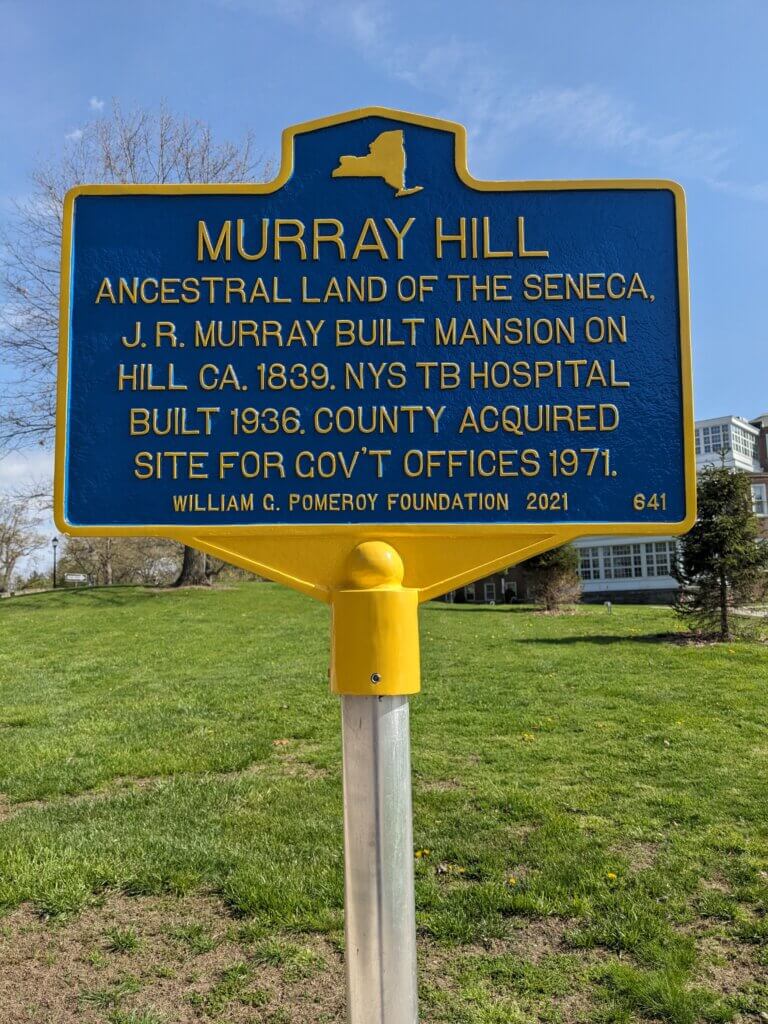 MURRAY HILL
ANCESTRAL LAND OF THE SENECA,
J. R. MURRAY BUILT MANSION ON
HILL CA. 1839. NYS TB HOSPITAL
BUILT 1936. COUNTY ACQUIRED
SITE FOR GOV'T OFFICES 1971.
WILLIAM G. POMEROY FOUNDATION 2021 641